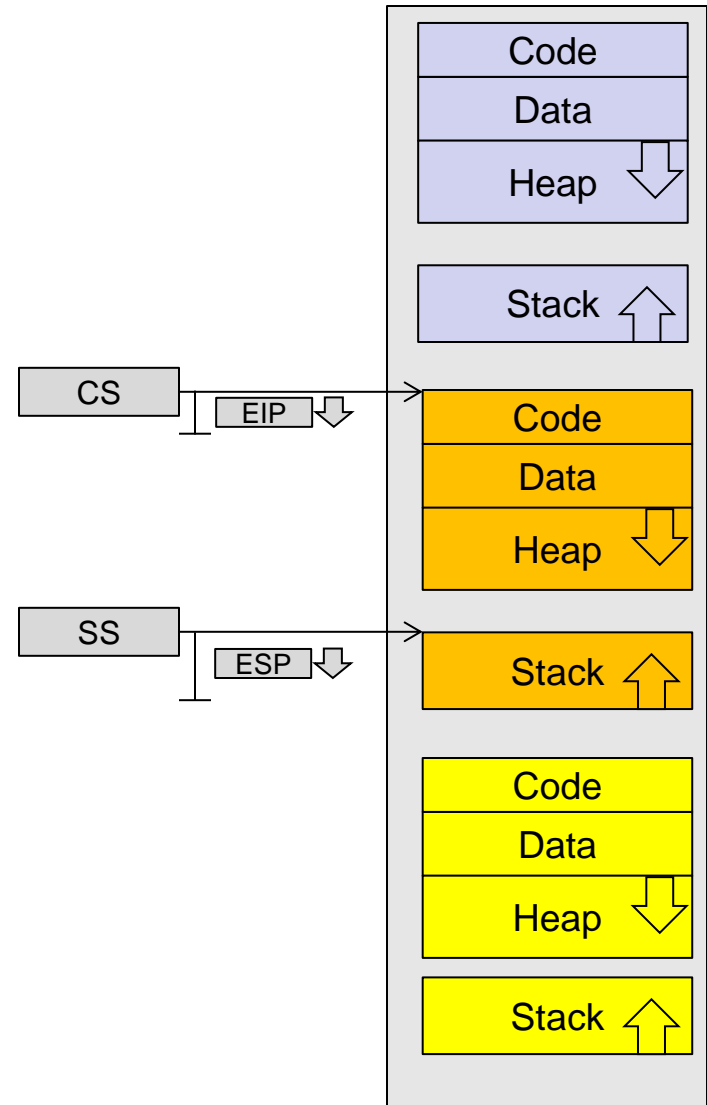 Code
Data
Heap
Stack
CS
EIP
Code
Data
Heap
SS
ESP
Stack
Code
Data
Heap
Stack